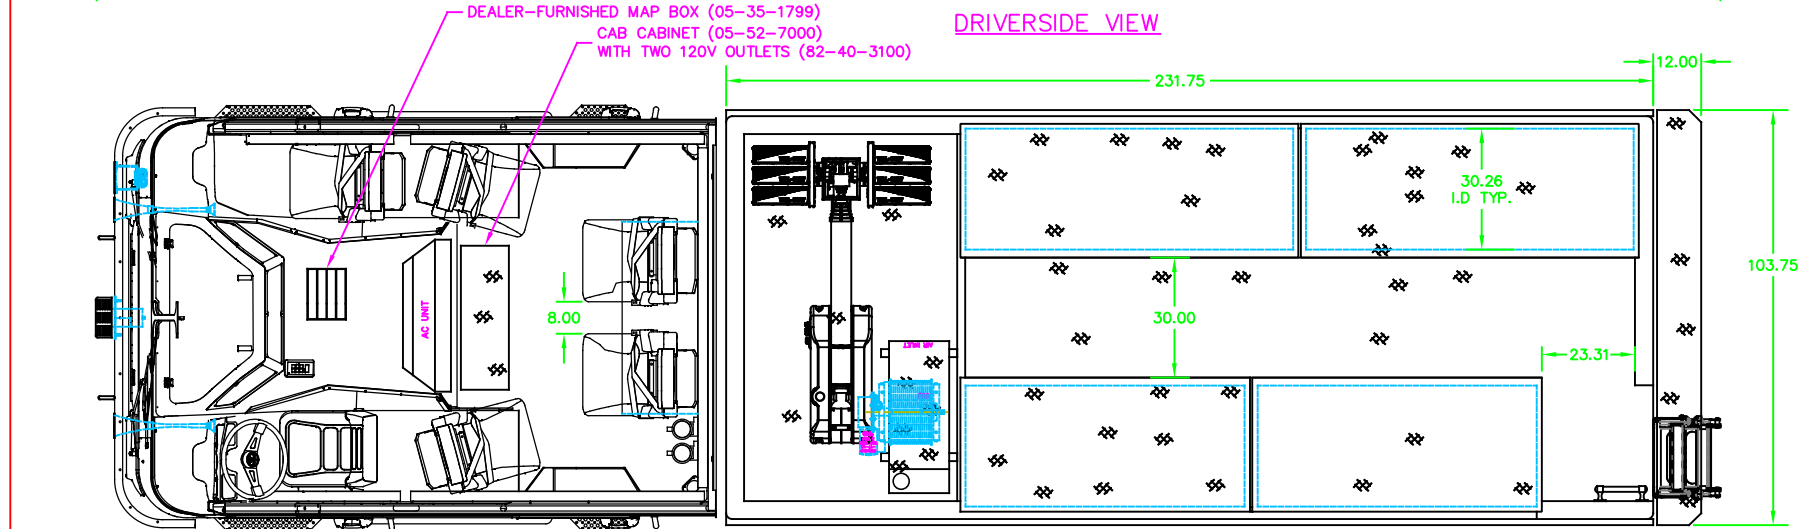 DEALER-FURNISHED MAP BOX (05-35-1799)
CAB CABINET (05-52-7000)
WITH TWO 120V OUTLETS (82-40-3100)
DRIVERSIDE VIEW
231.75
12.00
30.26
I.D TYP.
103.75
AC UNIT
8.00
30.00
AIR INLET
23.31